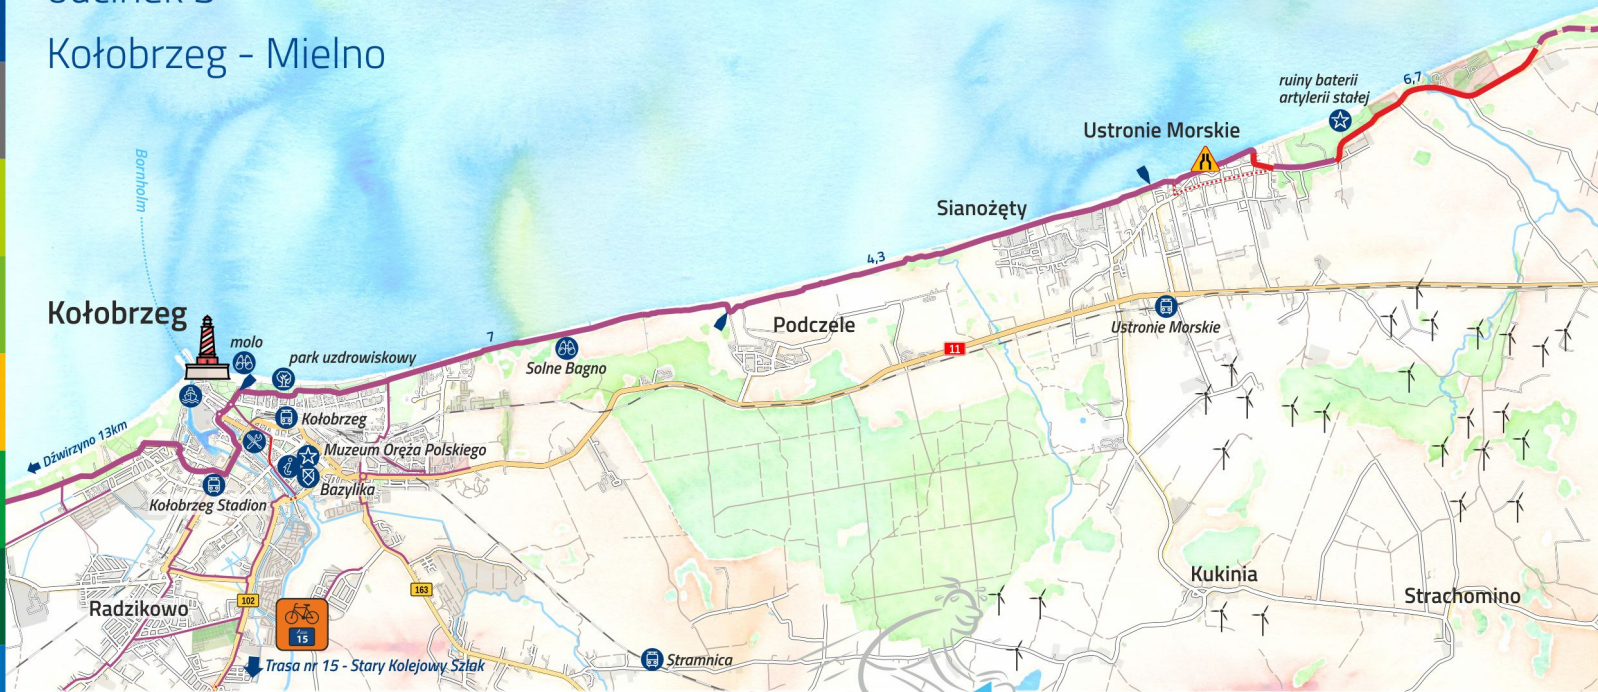 Kołobrzeg - Mielno
ruiny baterii
artylerii stałej
6,7
Ustronie Morskie
Bornholm
Sianożęty
4,3
Kołobrzeg
molo
park uzdrowiskowy
7
Solne Bagno
Podczele
11
Ustronie Morskie
Kołobrzeg
Dźwirzyno 13km
Muzeum Oręża Polskiego
Bazylika
Kołobrzeg Stadion
Radzikowo
102
163
15
Trasa nr 15 - Stary Kolejowy Szlak
Stramnica
Kukinia
Strachomino